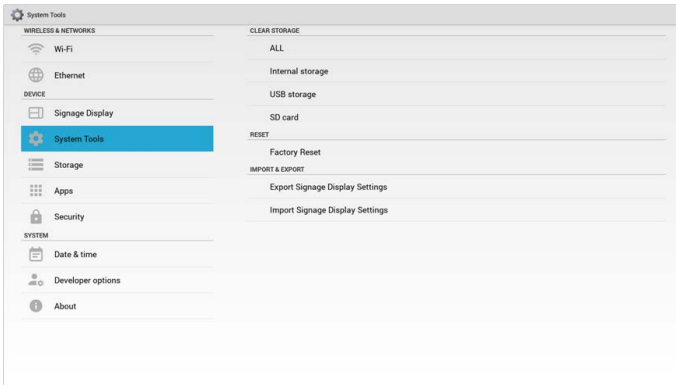 System Tools
WIRELESS & NETWORKS
Wi-Fi
Ethernet
DEVICE
Signage Display
System Tools
Storage
Apps
Security
SYSTEM
Date & time
Developer options
About
CLEAR STORAGE
ALL
Internal storage
USB storage
SD card
RESET
Factory Reset
IMPORT & EXPORT
Export Signage Display Settings
Import Signage Display Settings